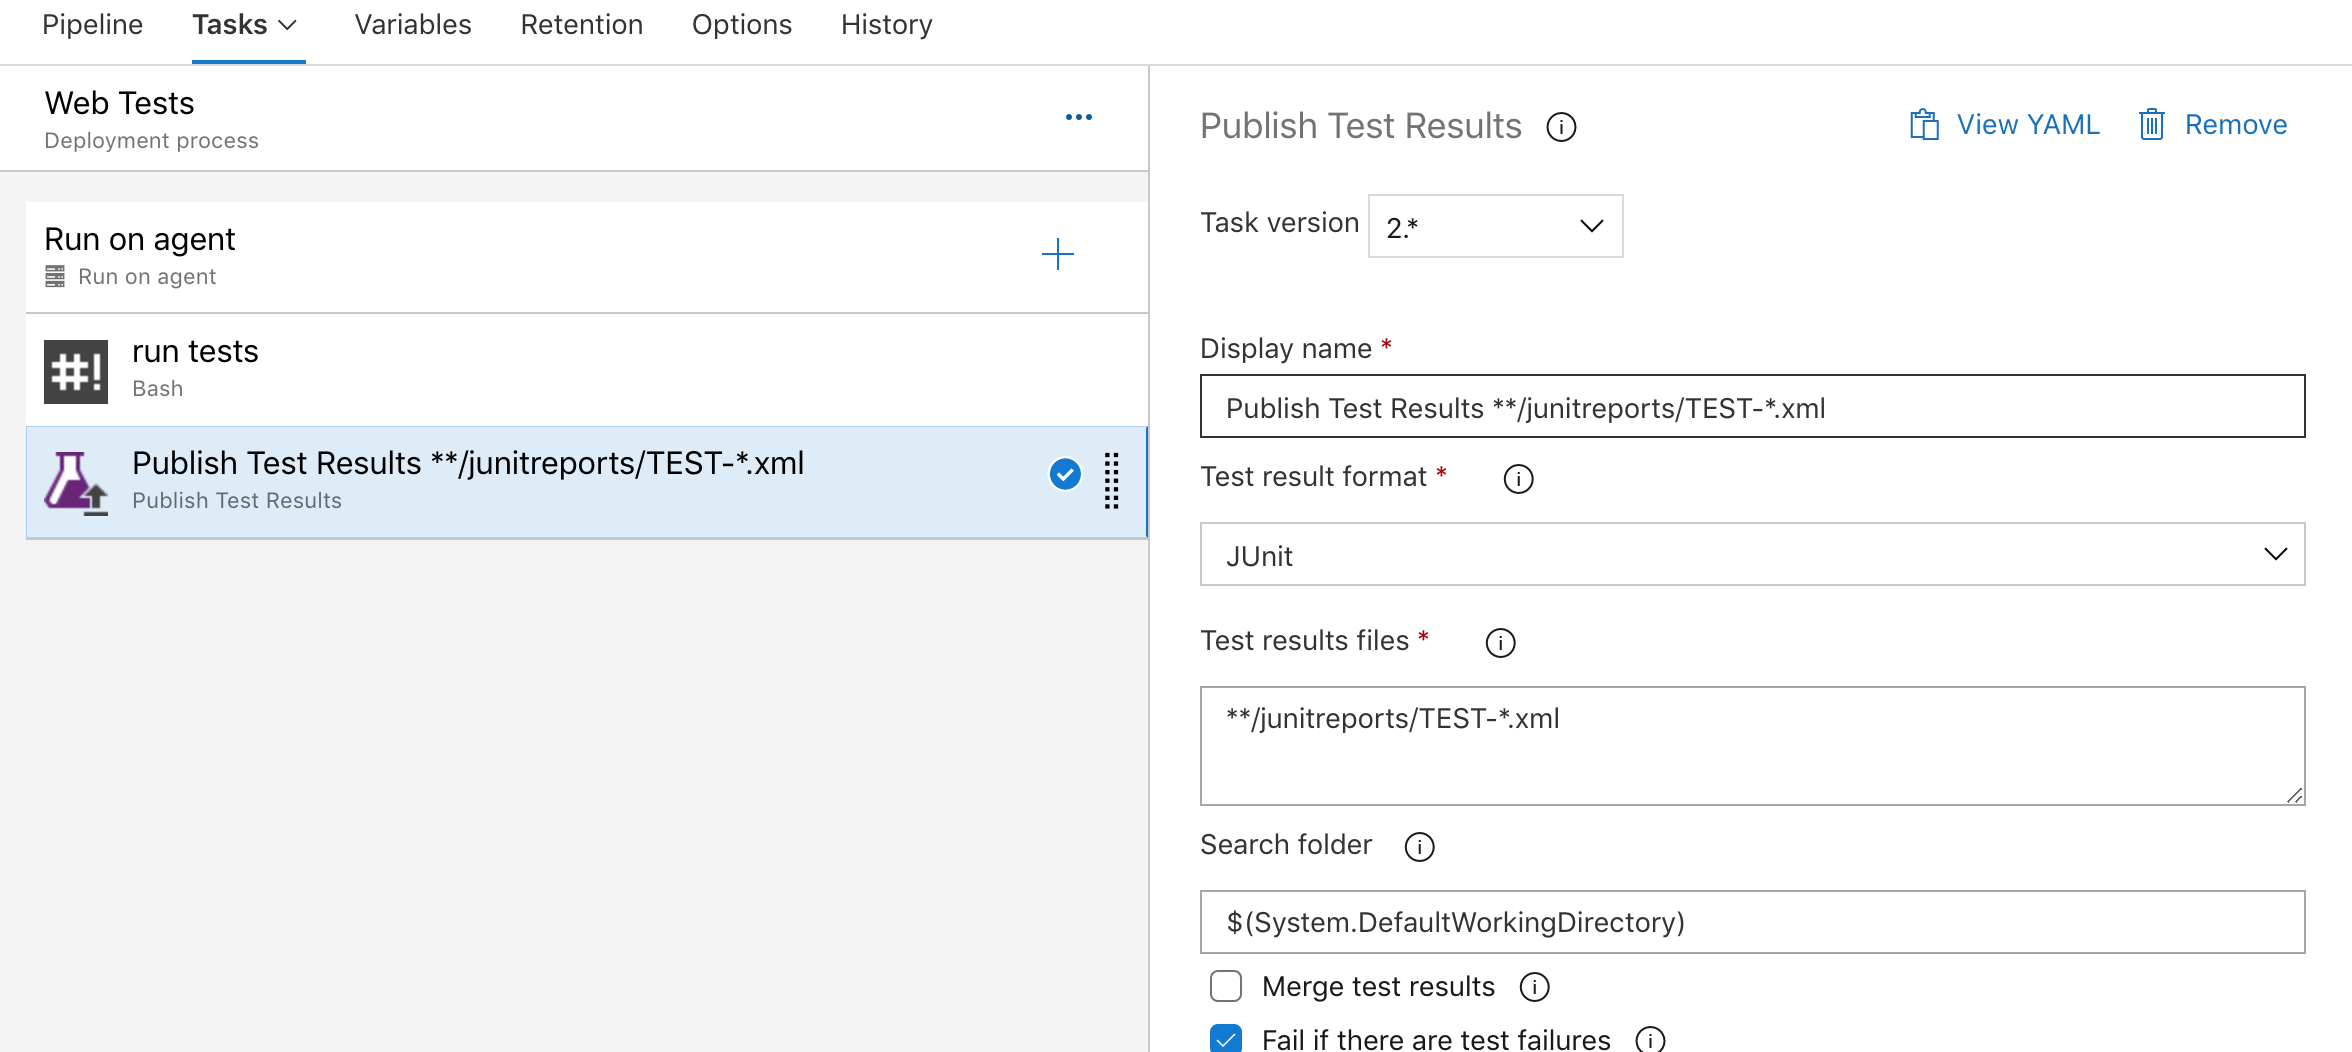 Pipeline Tasks Variables Retention Options History
Web Tests
Deployment process
Run on agent
Run on agent
#!
run tests
Bash
Publish Test Results **/junitreports/TEST-*.xml
Publish Test Results
Publish Test Results
View YAML
Remove
Task version 2.*
Display name *
Publish Test Results **/junitreports/TEST-*.xml
Test result format *
JUnit
Test results files *
**/junitreports/TEST-*.xml
Search folder
$(System.DefaultWorkingDirectory)
Merge test results
Fail if there are test failures